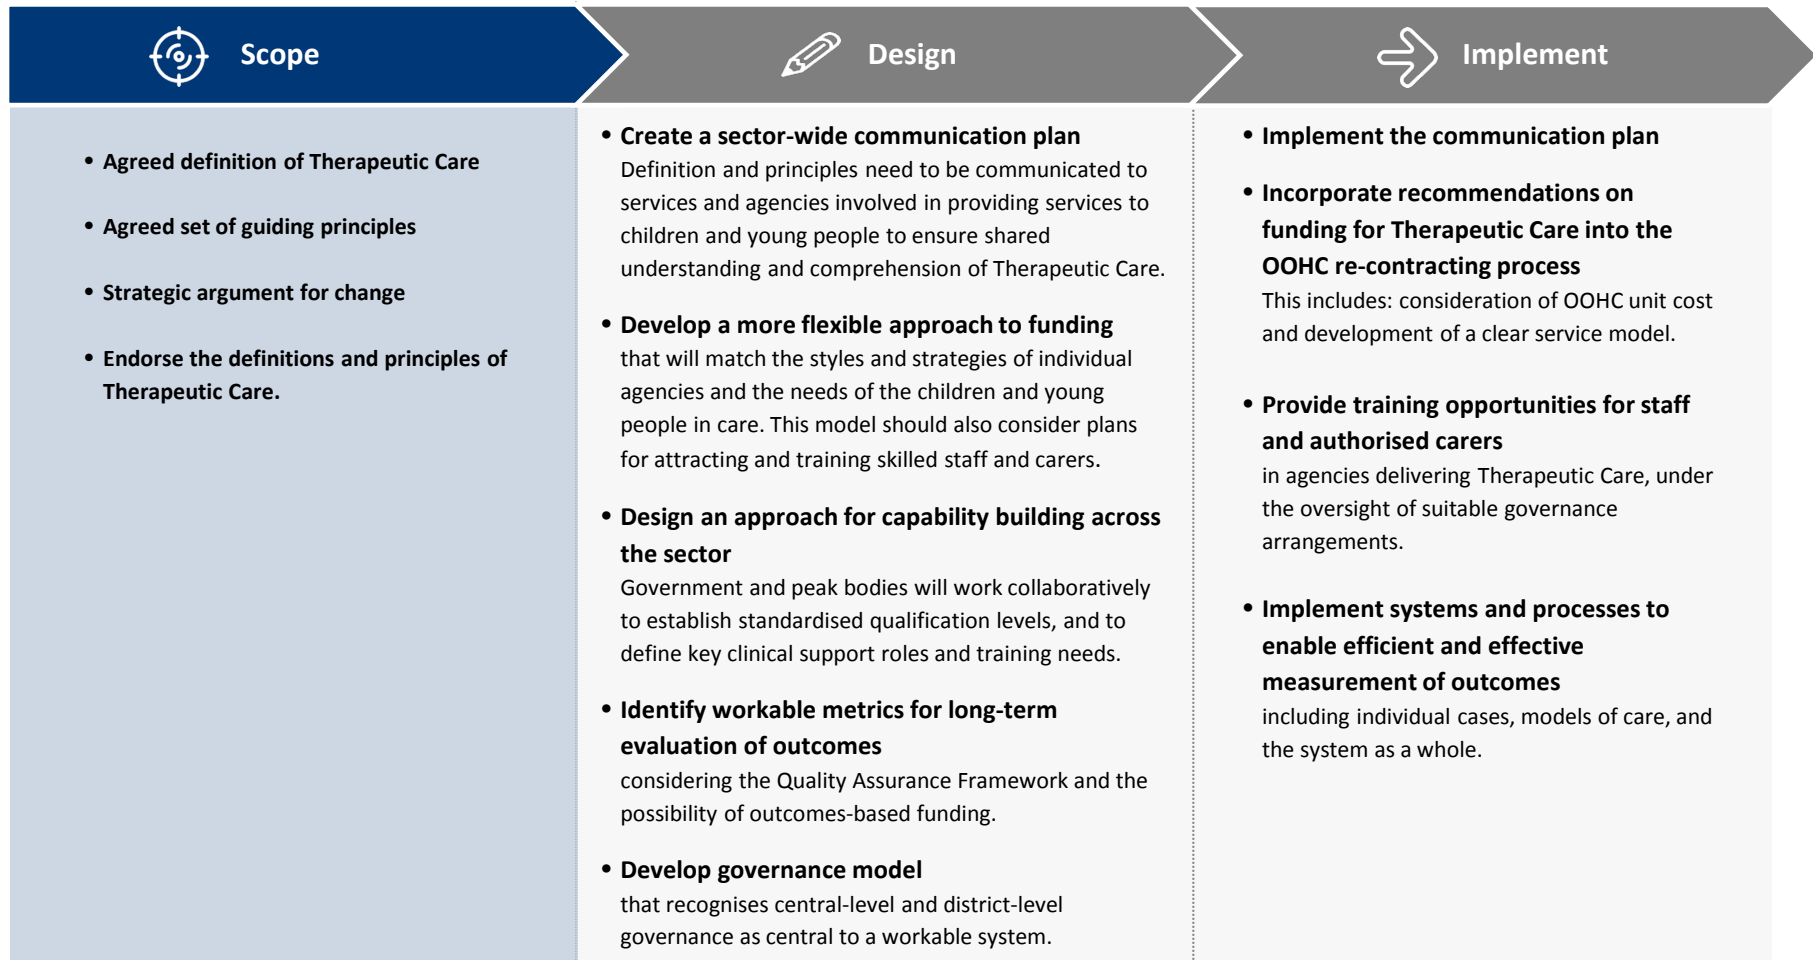 Scope
• Agreed definition of Therapeutic Care
• Agreed set of guiding principles
• Strategic argument for change
• Endorse the definitions and principles of
Therapeutic Care.
Design
• Create a sector-wide communication plan
Definition and principles need to be communicated to
services and agencies involved in providing services to
children and young people to ensure shared
understanding and comprehension of Therapeutic Care.
• Develop a more flexible approach to funding
that will match the styles and strategies of individual
agencies and the needs of the children and young
people in care. This model should also consider plans
for attracting and training skilled staff and carers.
• Design an approach for capability building across
the sector
Government and peak bodies will work collaboratively
to establish standardised qualification levels, and to
define key clinical support roles and training needs.
• Identify workable metrics for long-term
evaluation of outcomes
considering the Quality Assurance Framework and the
possibility of outcomes-based funding.
• Develop governance model
that recognises central-level and district-level
governance as central to a workable system.
Implement
• Implement the communication plan
• Incorporate recommendations on
funding for Therapeutic Care into the
OOHC re-contracting process
This includes: consideration of OOHC unit cost
and development of a clear service model.
• Provide training opportunities for staff
and authorised carers
in agencies delivering Therapeutic Care, under
the oversight of suitable governance
arrangements.
• Implement systems and processes to
enable efficient and effective
measurement of outcomes
including individual cases, models of care, and
the system as a whole.